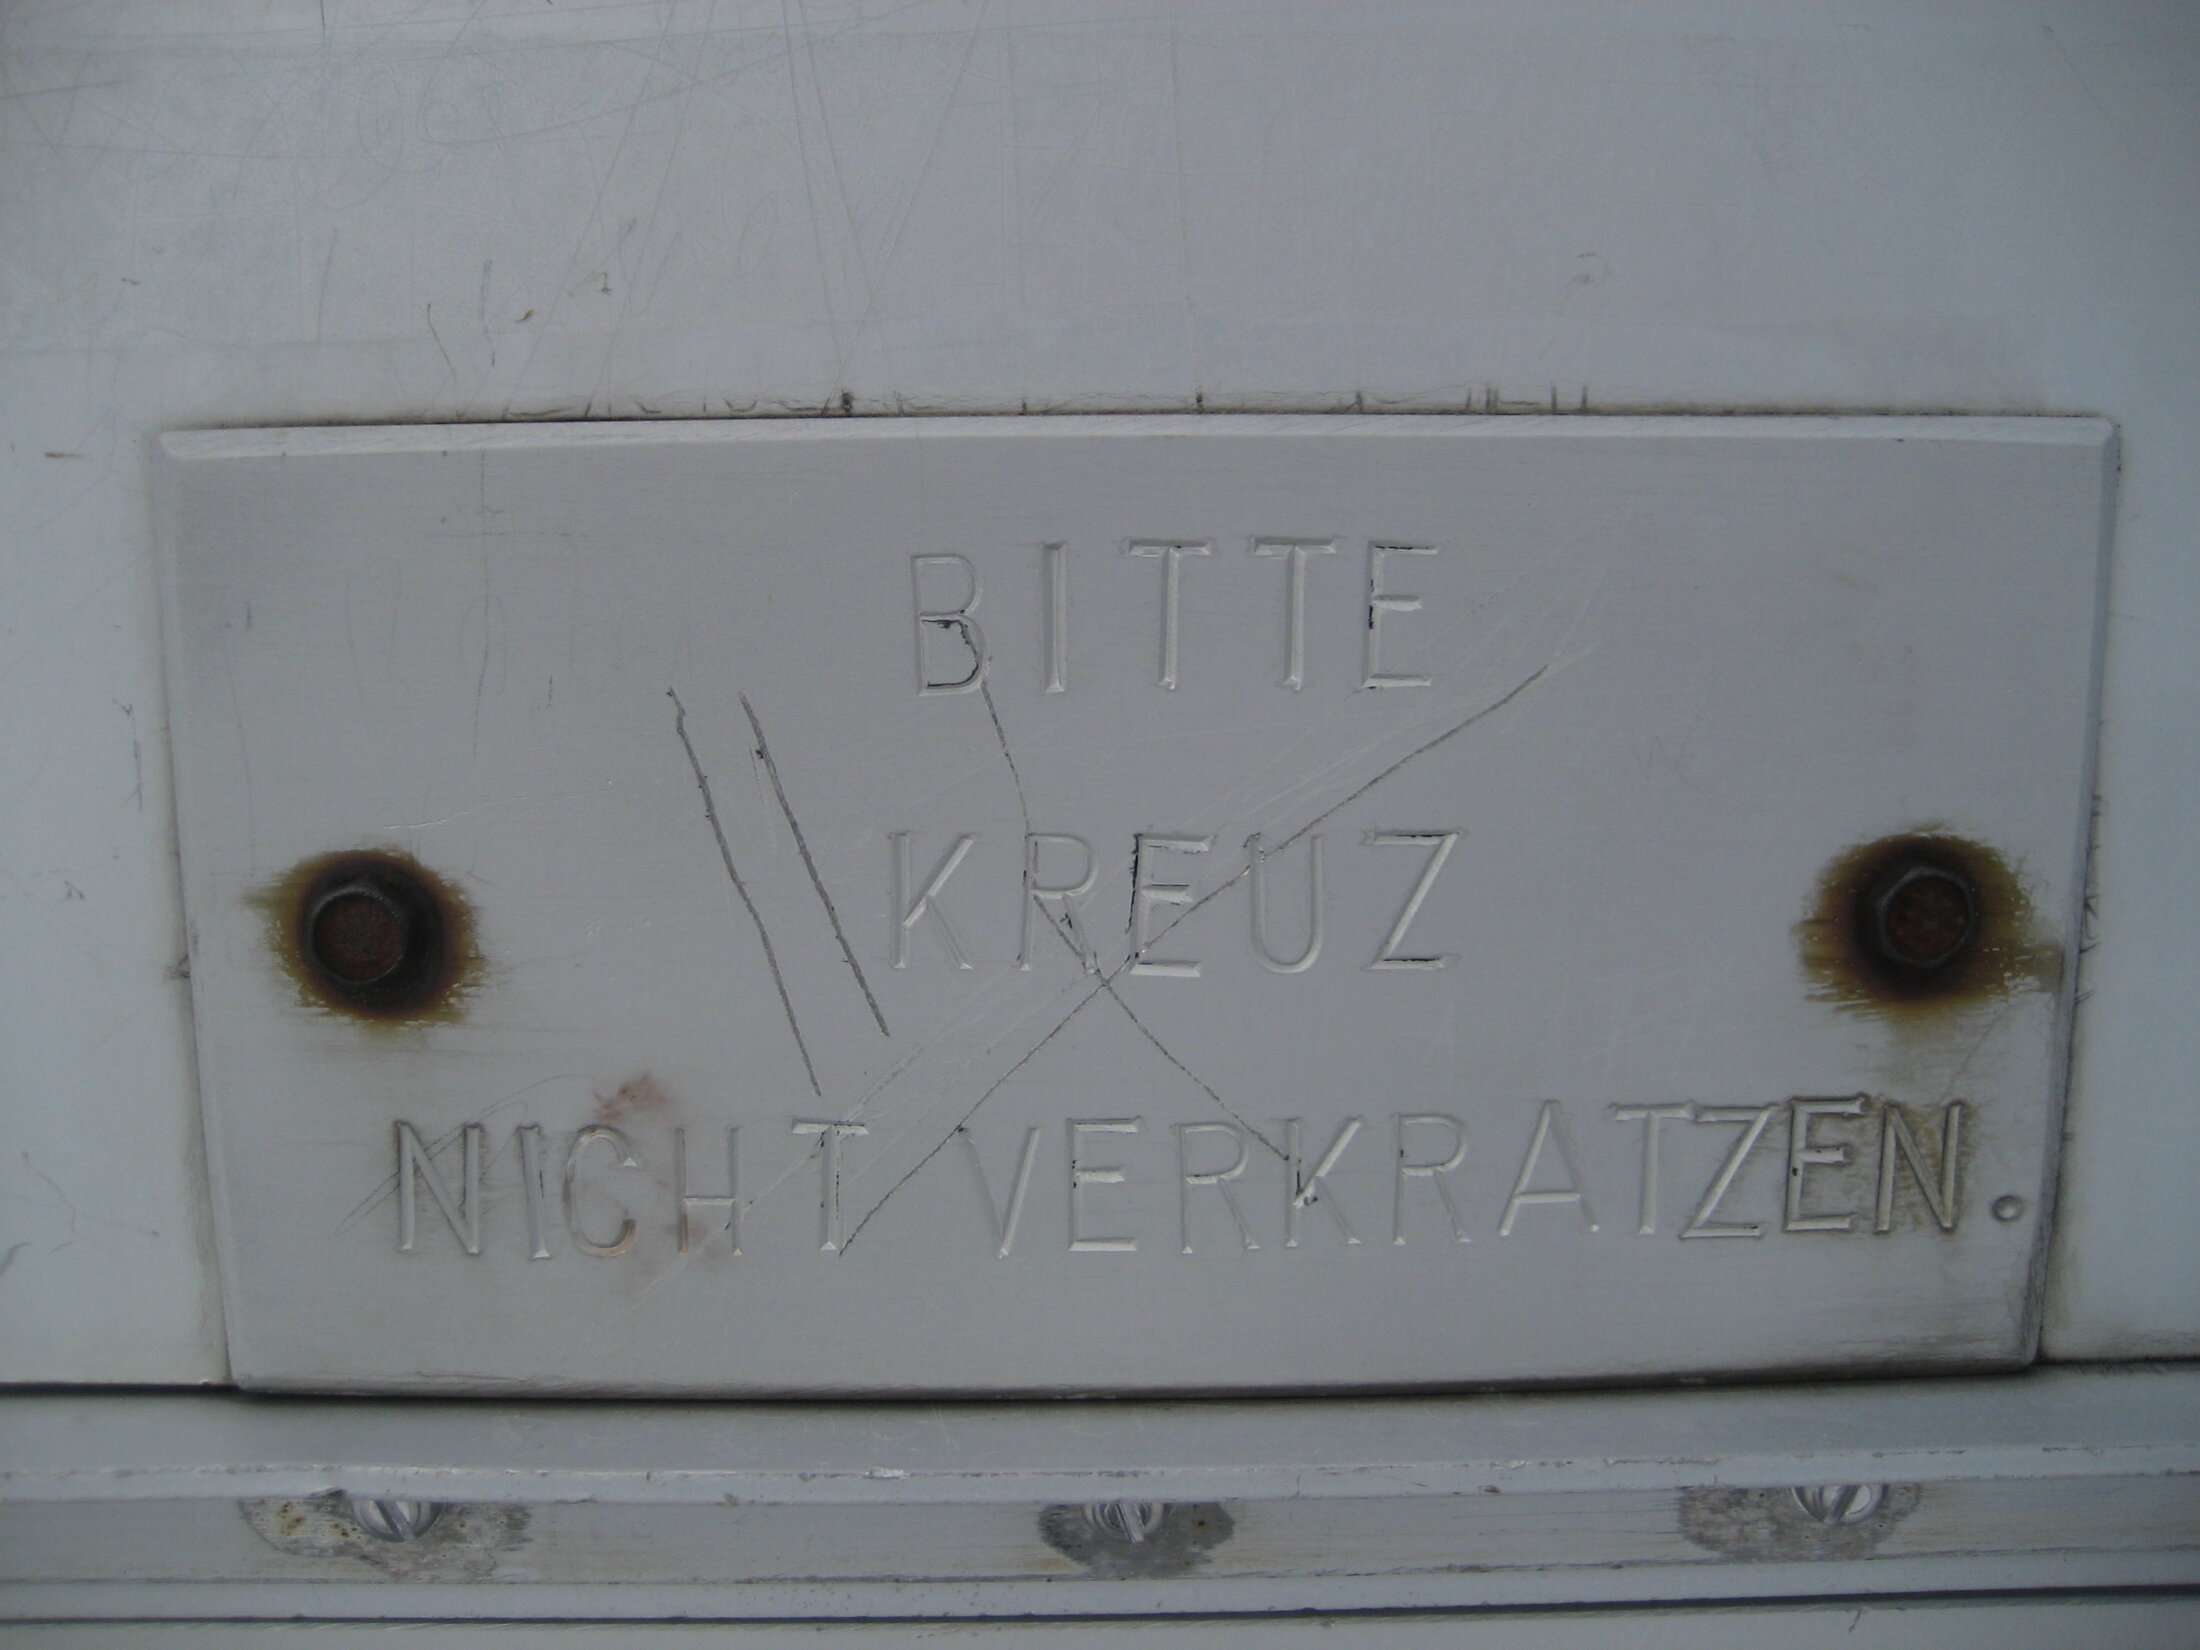 BITTE
KREUZ
NICHT VERKRATZEN.